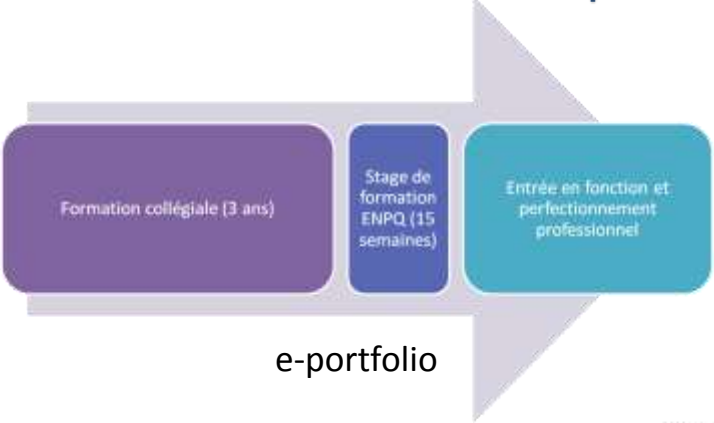 Formation collégiale (3 ans)
Stage de
formation
ENPQ (15
semaines)
Entrée en fonction et
perfectionnement
professionnel
e-portfolio